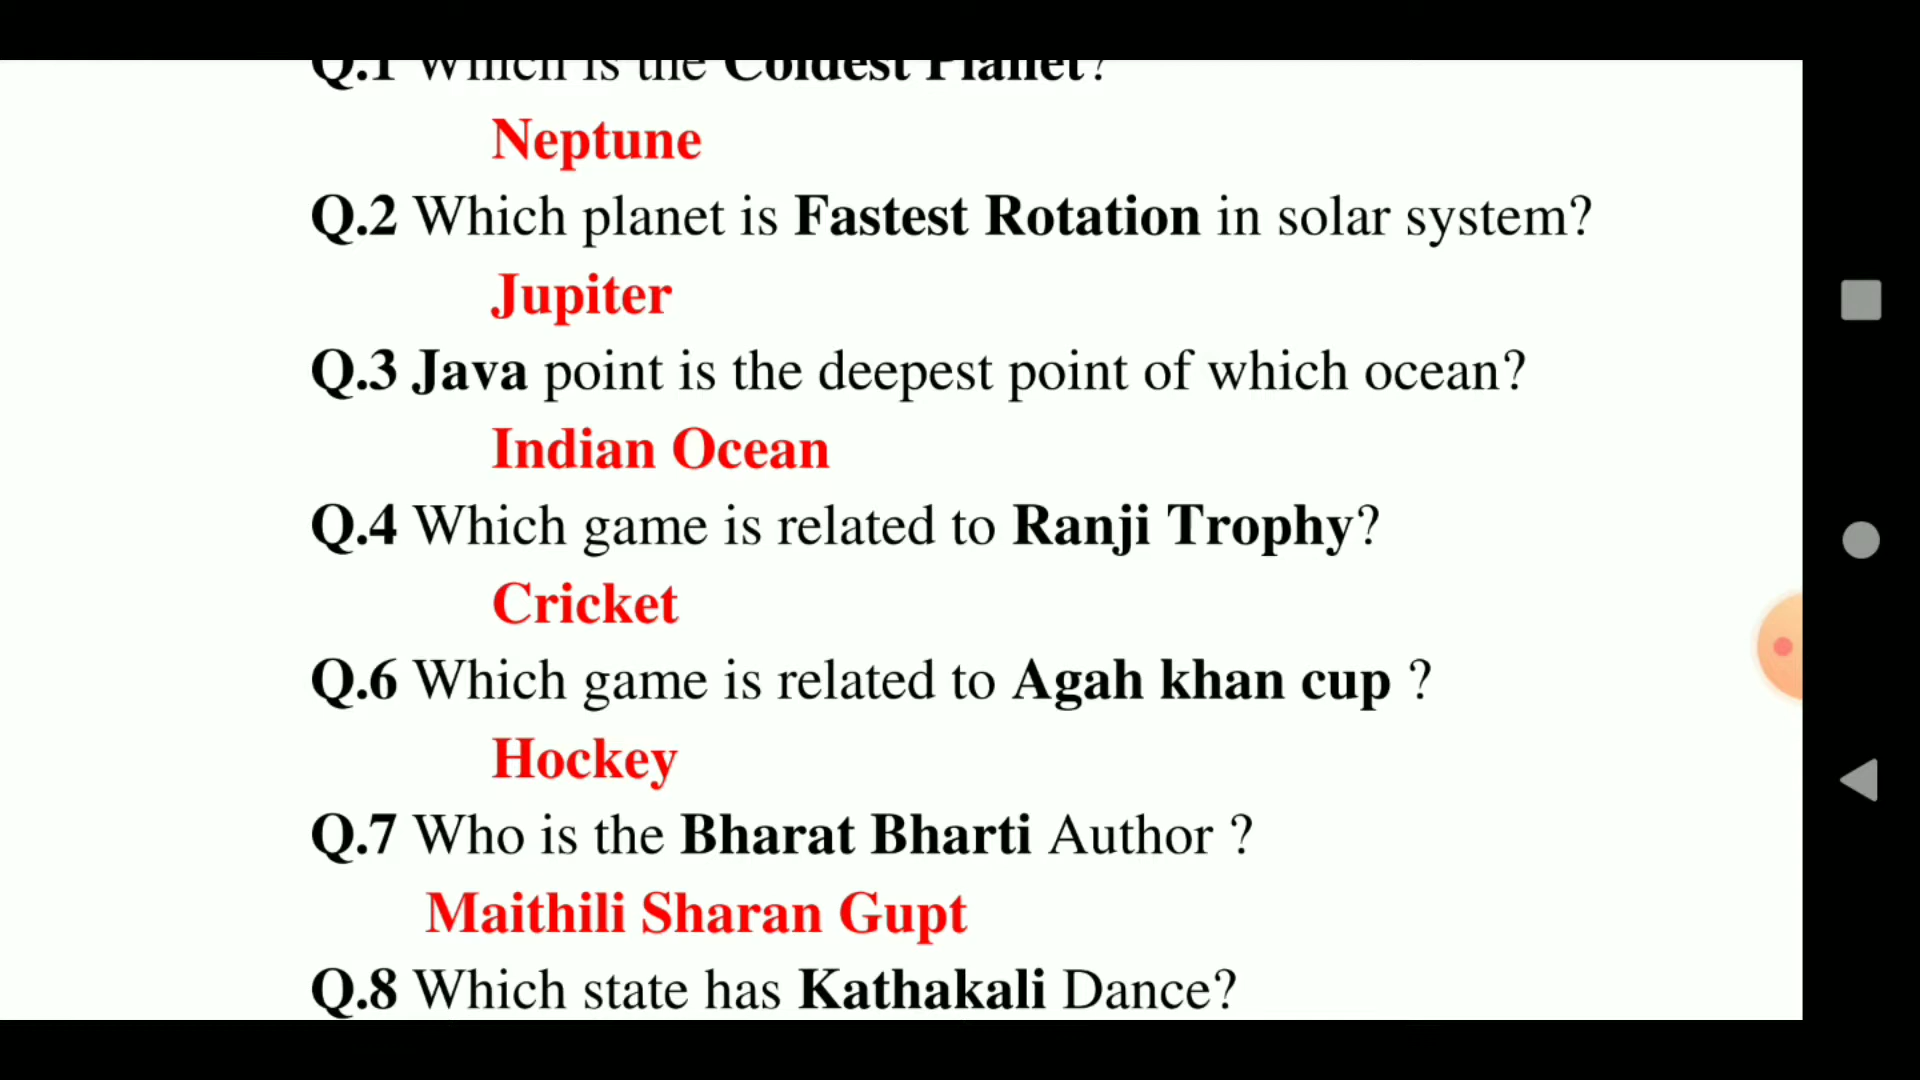 Q.1 Which is the Coldest Planet?
Neptune
Q.2 Which planet is Fastest Rotation in solar system?
Jupiter
Q.3 Java point is the deepest point of which ocean?
Indian Ocean
Q.4 Which game is related to Ranji Trophy?
Cricket
Q.6 Which game is related to Agah khan cup ?
Hockey
Q.7 Who is the Bharat Bharti Author ?
Maithili Sharan Gupt
Q.8 Which state has Kathakali Dance?